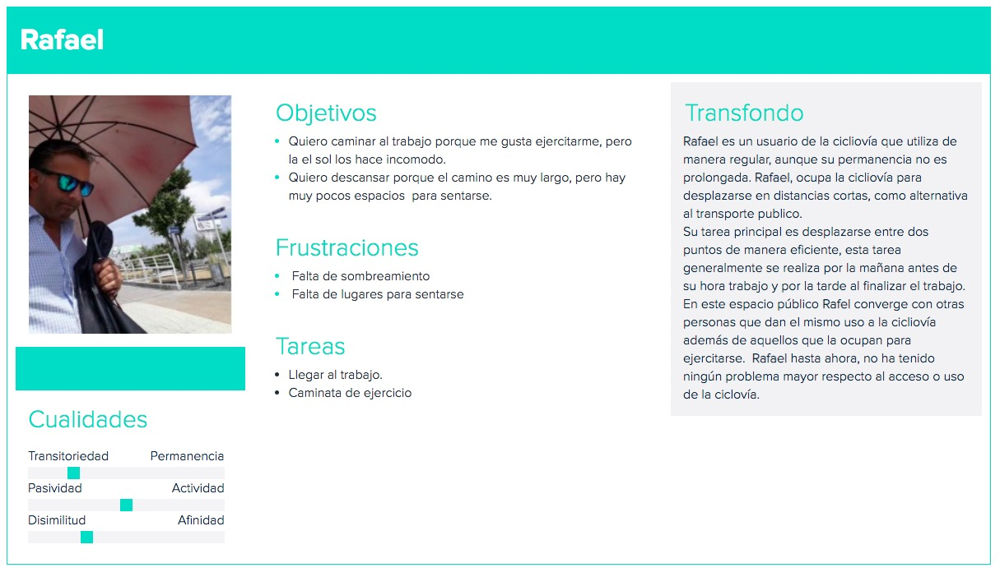 Rafael
Objetivos
Quiero caminar al trabajo porque me gusta ejercitarme, pero
la el sol los hace incomodo.
Quiero descansar porque el camino es muy largo, pero hay
muy pocos espacios  para sentarse.
Frustraciones
Falta de sombreamiento
Falta de lugares para sentarse
Tareas
Llegar al trabajo.
Caminata de ejercicio
Transfondo
Rafael es un usuario de la cicliovía que utiliza de
manera regular, aunque su permanencia no es
prolongada. Rafael, ocupa la cicliovía para
desplazarse en distancias cortas, como alternativa
al transporte publico.
Su tarea principal es desplazarse entre dos
puntos de manera eficiente, esta tarea
generalmente se realiza por la mañana antes de
su hora trabajo y por la tarde al finalizar el trabajo.
En este espacio público Rafel converge con otras
personas que dan el mismo uso a la cicliovía
además de aquellos que la ocupan para
ejercitarse.  Rafael hasta ahora, no ha tenido
ningún problema mayor respecto al acceso o uso
de la ciclovía.
Cualidades
Transitoriedad Permanencia
Pasividad Actividad
Disimilitud Afinidad